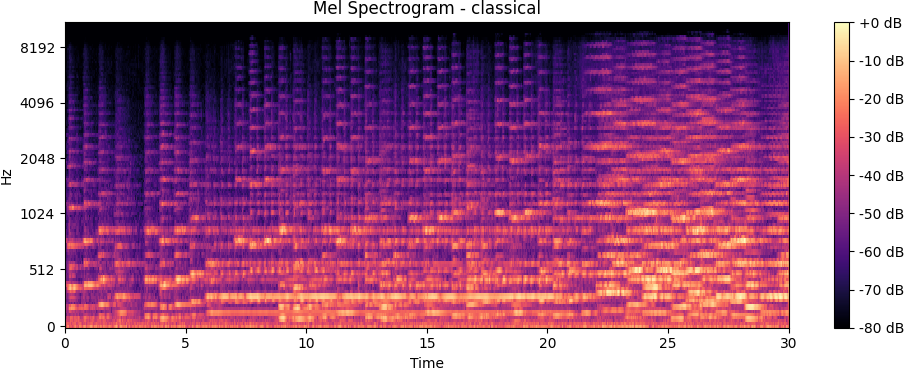 Mel Spectrogram - classical
Hz
8192
4096
2048
1024
512
0
0 5 10 15 20 25 30
Time
+0 dB
-10 dB
-20 dB
-30 dB
-40 dB
-50 dB
-60 dB
-70 dB
-80 dB